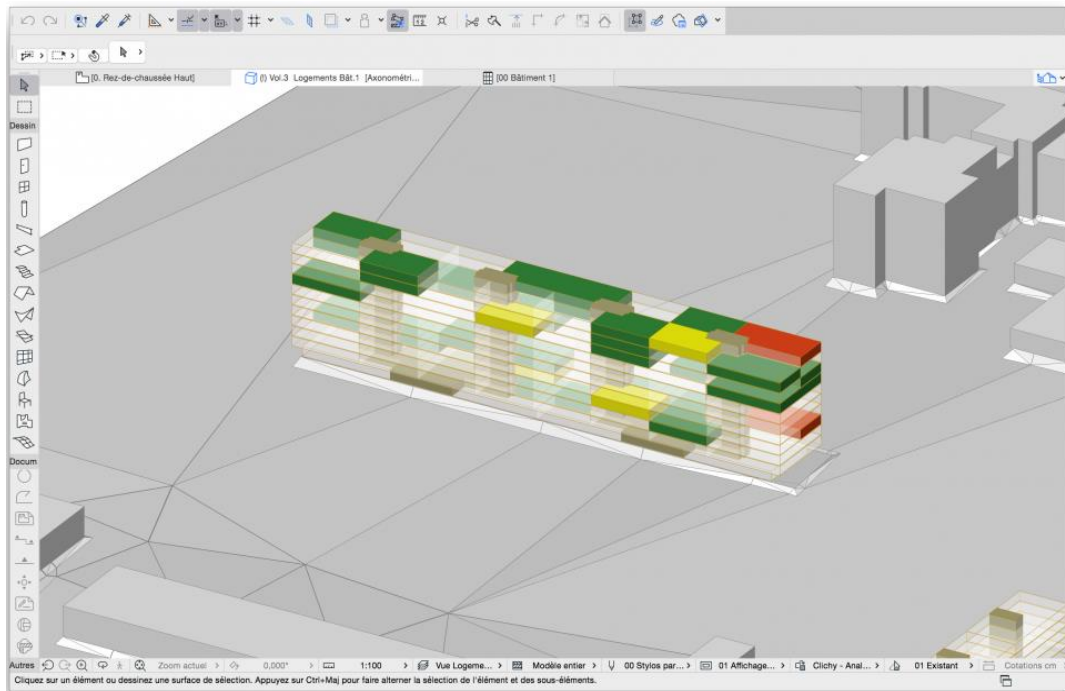 [0. Rez-de-chaussée Haut]
(!) Vol.3 Logements Bât.1 [Axonométri...
[00 Bâtiment 1]
Dessin
Docum
Autres
Zoom actuel
0,000°
1:100
Vue Logeme...
Modèle entier
00 Stylos par...
01 Affichage...
Clichy - Anal...
01 Existant
Cotations cm
Cliquez sur un élément ou dessinez une surface de sélection. Appuyez sur Ctrl+Maj pour faire alterner la sélection de l'élément et des sous-éléments.